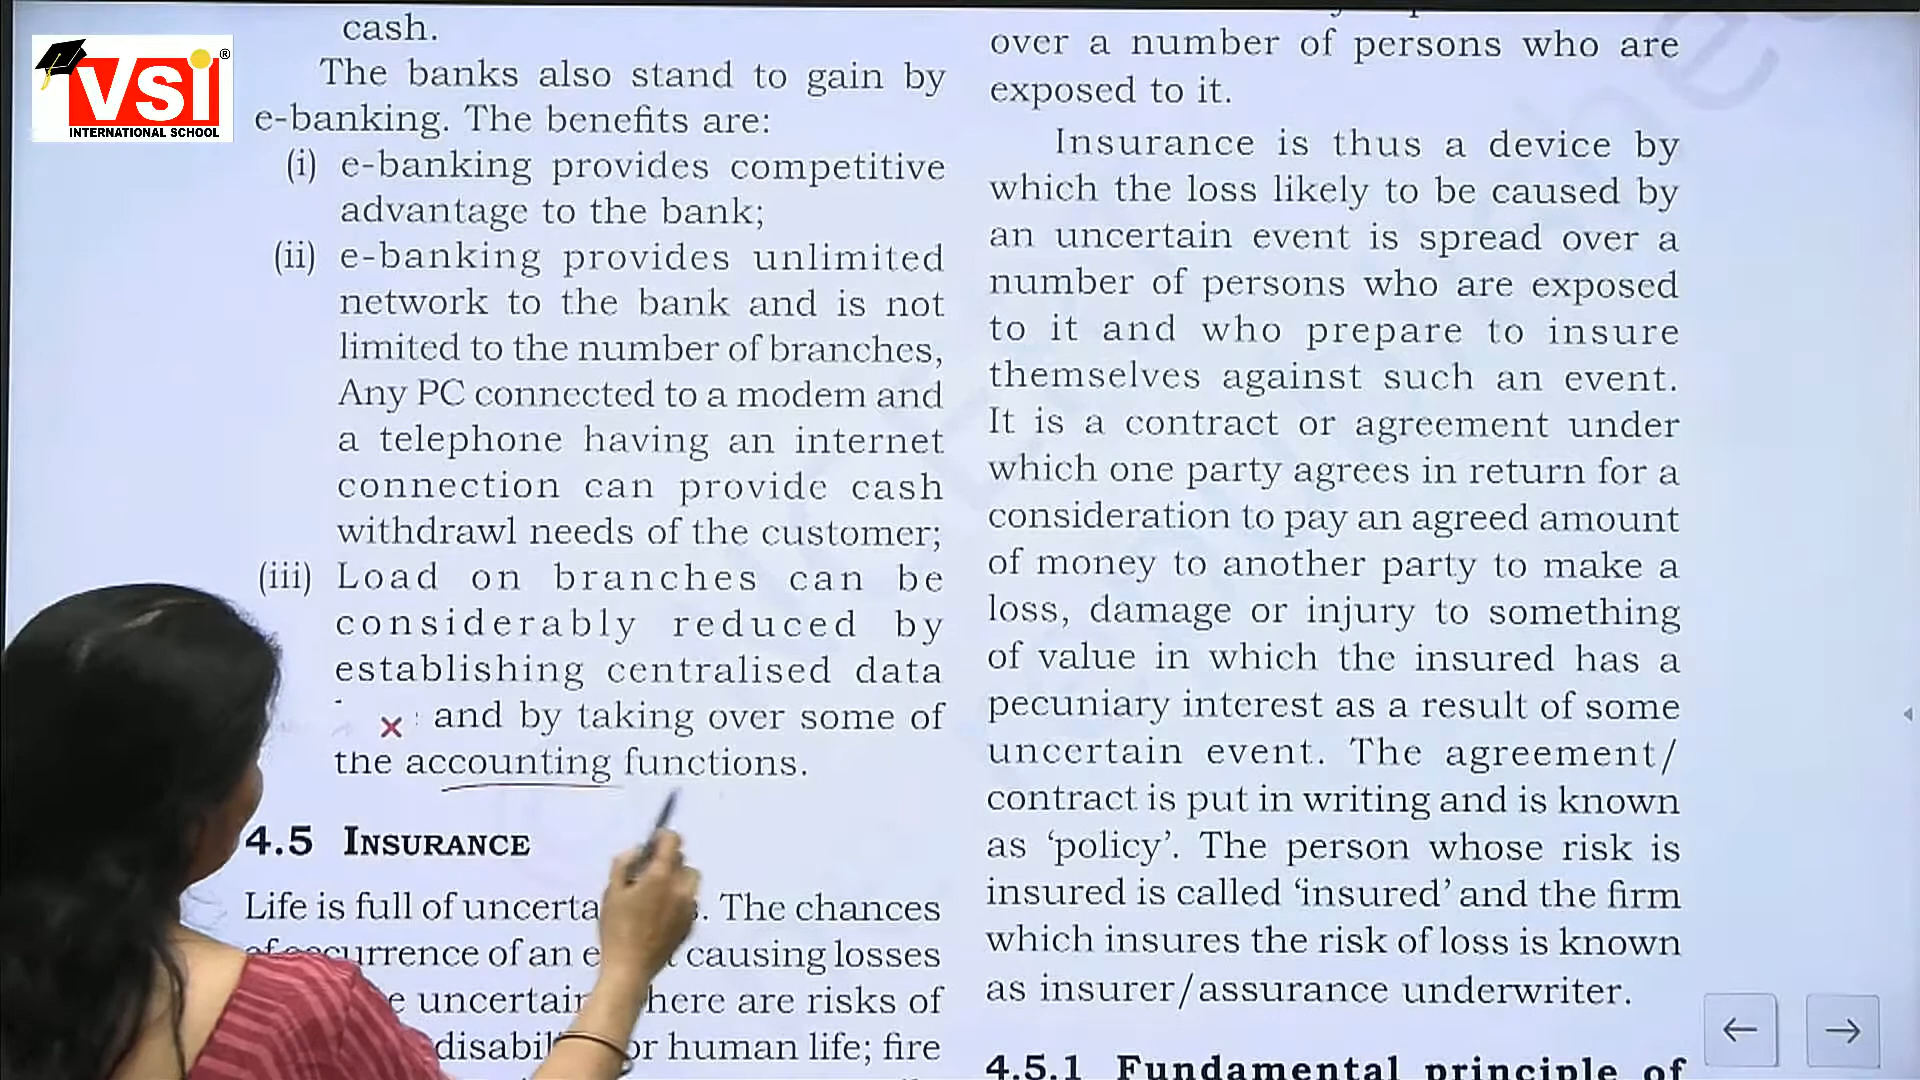 VSI
®
INTERNATIONAL SCHOOL
cash.
The banks also stand to gain by
e-banking. The benefits are:
(i) e-banking provides competitive
advantage to the bank;
(ii) e-banking provides unlimited
network to the bank and is not
limited to the number of branches,
Any PC connected to a modem and
a telephone having an internet
connection can provide cash
withdrawl needs of the customer;
(iii) Load on branches can be
considerably reduced by
establishing centralised data
x and by taking over some of
the accounting functions.
4.5 INSURANCE
Life is full of . The chances
of an causing losses
here are risks of
or human life; fire
over a number of persons who are
exposed to it.
Insurance is thus a device by
which the loss likely to be caused by
an uncertain event is spread over a
number of persons who are exposed
to it and who prepare to insure
themselves against such an event.
It is a contract or agreement under
which one party agrees in return for a
consideration to pay an agreed amount
of money to another party to make a
loss, damage or injury to something
of value in which the insured has a
pecuniary interest as a result of some
uncertain event. The agreement/
contract is put in writing and is known
as ‘policy’. The person whose risk is
insured is called ‘insured’ and the firm
which insures the risk of loss is known
as insurer/assurance underwriter.
4.5.1 Fundamental principle of